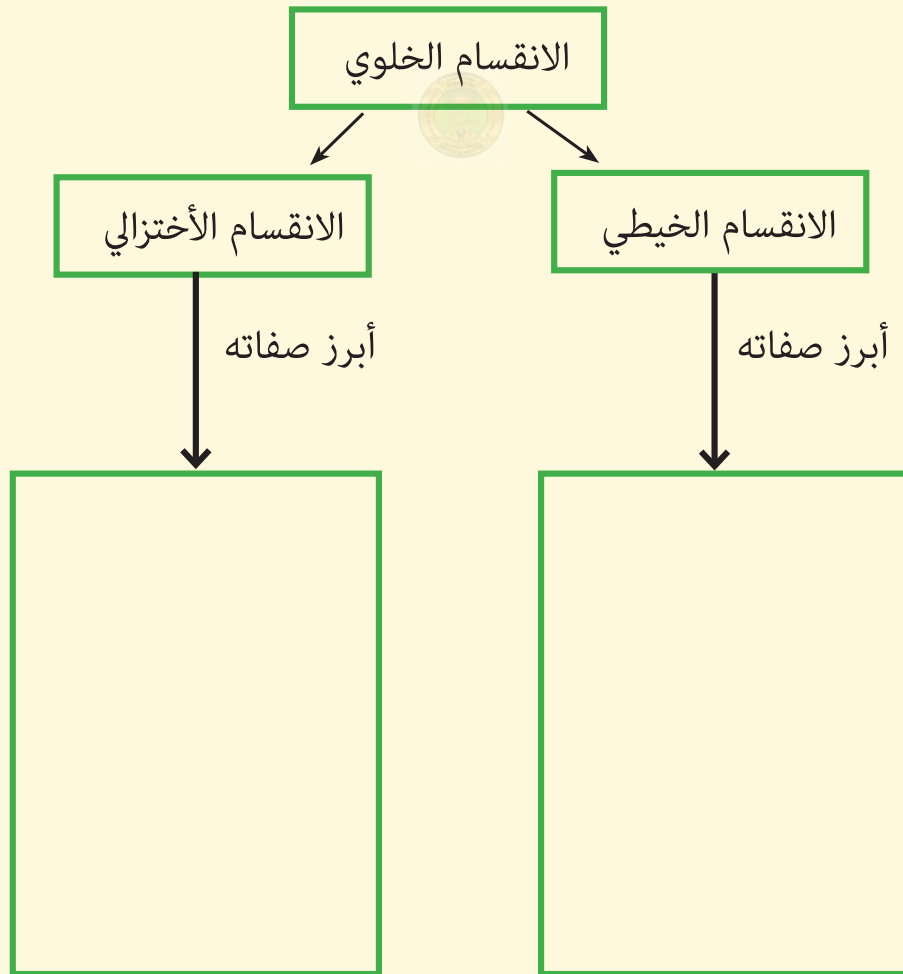 الانقسام الخلوي
الانقسام الخيطي
الانقسام الأختزالي
أبرز صفاته
أبرز صفاته